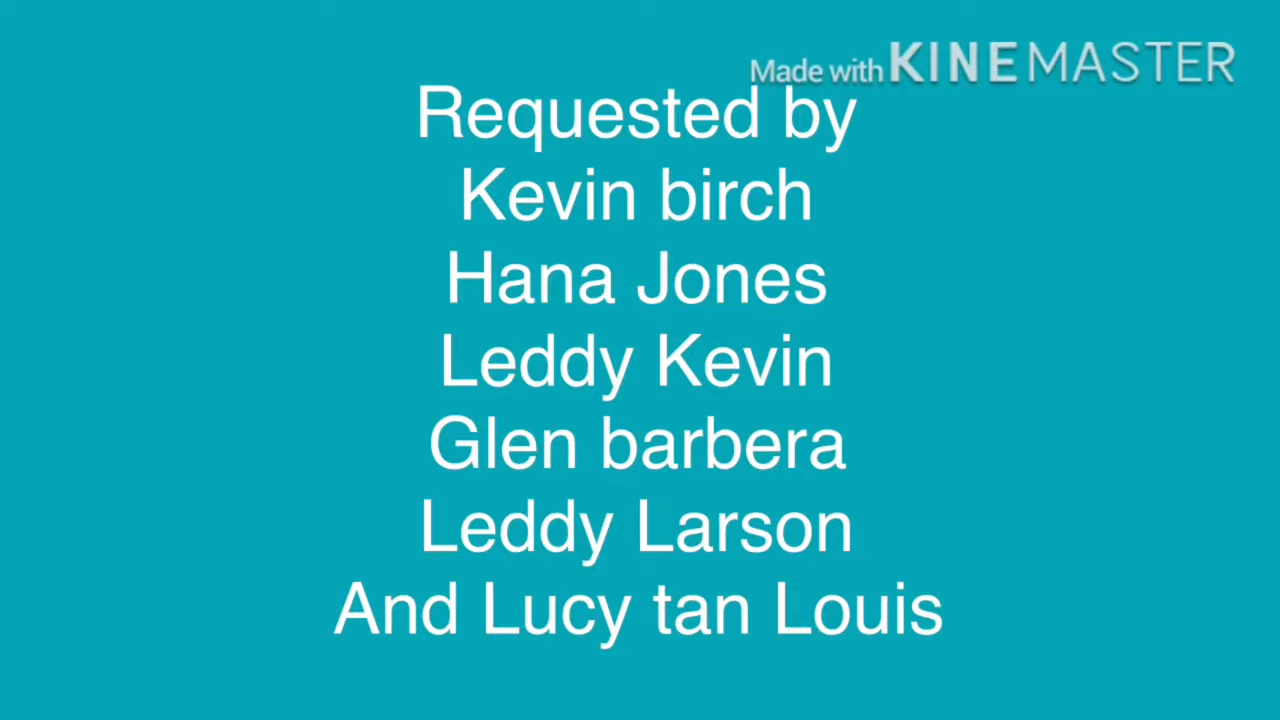 Made with KINEMASTER
Requested by
Kevin birch
Hana Jones
Leddy Kevin
Glen barbera
Leddy Larson
And Lucy tan Louis